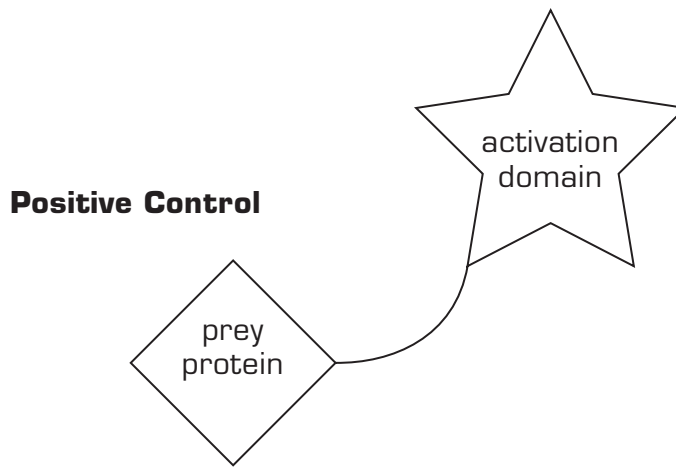 activation
domain
Positive Control
prey
protein